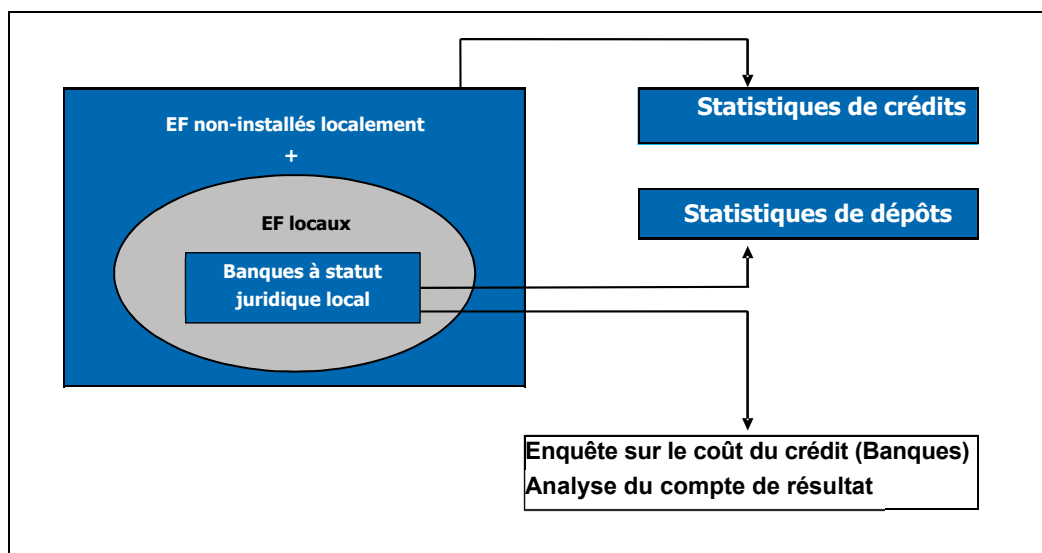 EF non-installés localement
+
EF locaux
Banques à statut
juridique local
Statistiques de crédits
Statistiques de dépôts
Enquête sur le coût du crédit (Banques)
Analyse du compte de résultat